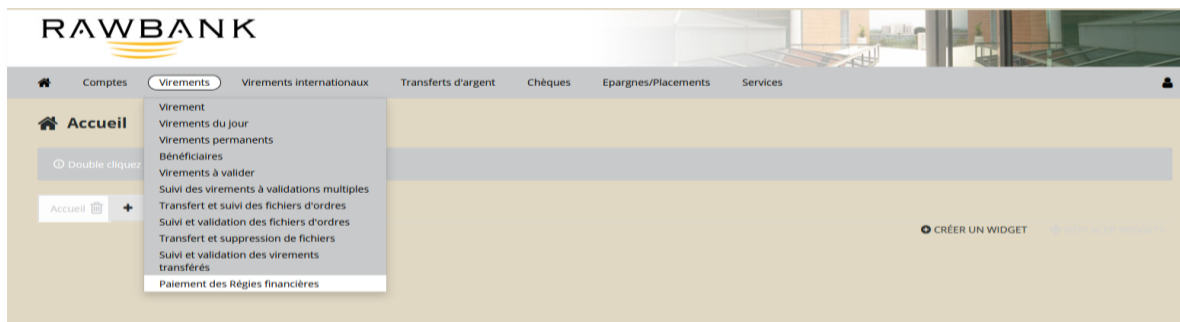 RAWBANK
Comptes Virements Virements internationaux Transferts d'argent Chèques Epargnes/Placements Services
Virement
Accueil
Virements du jour
Virements permanents
Bénéficiaires
Double cliquez
Virements à valider
Suivi des virements à validations multiples
Transfert et suivi des fichiers d'ordres
Accueil
Suivi et validation des fichiers d'ordres
Transfert et suppression de fichiers
CRÉER UN WIDGET
Suivi et validation des virements
transférés
Paiement des Régies financières